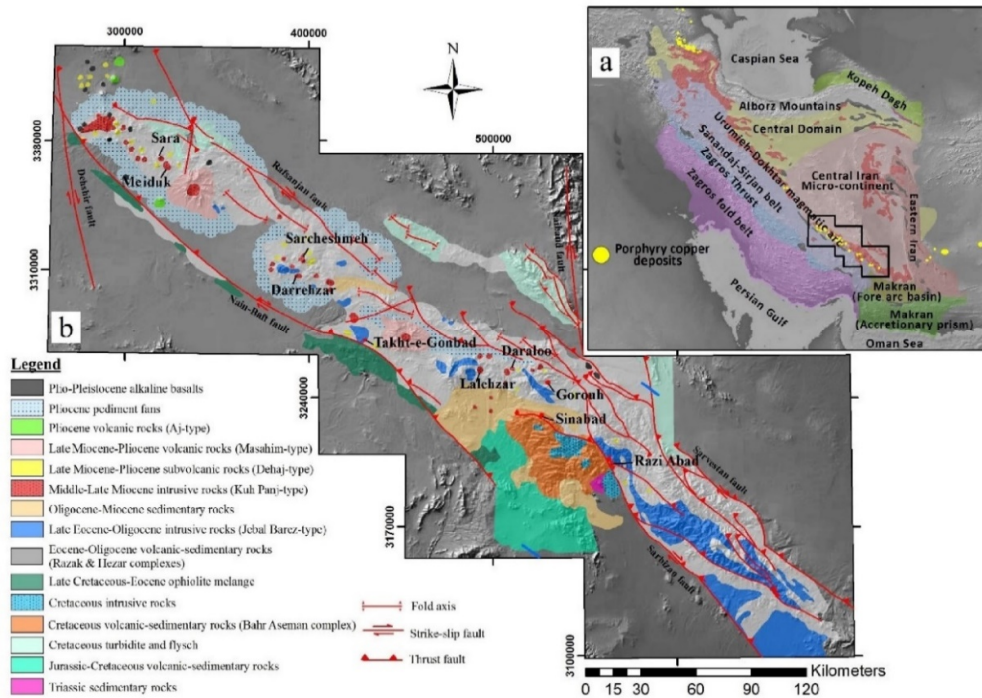 300000
400000
500000
N
a
b
Caspian Sea
Kopeh Dagh
Alborz Mountains
Central Domain
Urumieh-Dokhtar magmatic arc
Sanandaj-Sirjan belt
Zagros Thrust
Zagros fold belt
Central Iran
Micro-continent
Eastern Iran
Porphyry copper
deposits
Makran
(Fore arc basin)
Persian Gulf
Makran
(Accretionary prism)
Oman Sea
3380000
3310000
3240000
3170000
3100000
Sara
Meiduk
Dehshir fault
Rafsanjan fault
Sarcheshmeh
Darrehzar
Nain-Baft fault
Takht-e-Gonbad
Daraloo
Lalehzar
Gorouh
Sinabad
Razi Abad
Sarvestan fault
Sarbizan fault
Legend
Plio-Pleistocene alkaline basalts
Pliocene pediment fans
Pliocene volcanic rocks (Aj-type)
Late Miocene-Pliocene volcanic rocks (Masahim-type)
Late Miocene-Pliocene subvolcanic rocks (Dehaj-type)
Middle-Late Miocene intrusive rocks (Kuh Panj-type)
Oligocene-Miocene sedimentary rocks
Late Eocene-Oligocene intrusive rocks (Jebal Barez-type)
Eocene-Oligocene volcanic-sedimentary rocks
(Razak & Hezar complexes)
Late Cretaceous-Eocene ophiolite melange
Cretaceous intrusive rocks
Cretaceous volcanic-sedimentary rocks (Bahr Aseman complex)
Cretaceous turbidite and flysch
Jurassic-Cretaceous volcanic-sedimentary rocks
Triassic sedimentary rocks
Fold axis
Strike-slip fault
Thrust fault
Kilometers
0 15 30 60 90 120